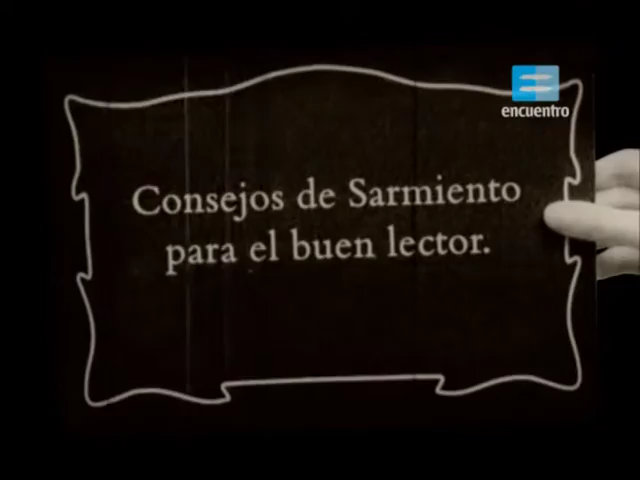 encuentro
Consejos de Sarmiento
para el buen lector.